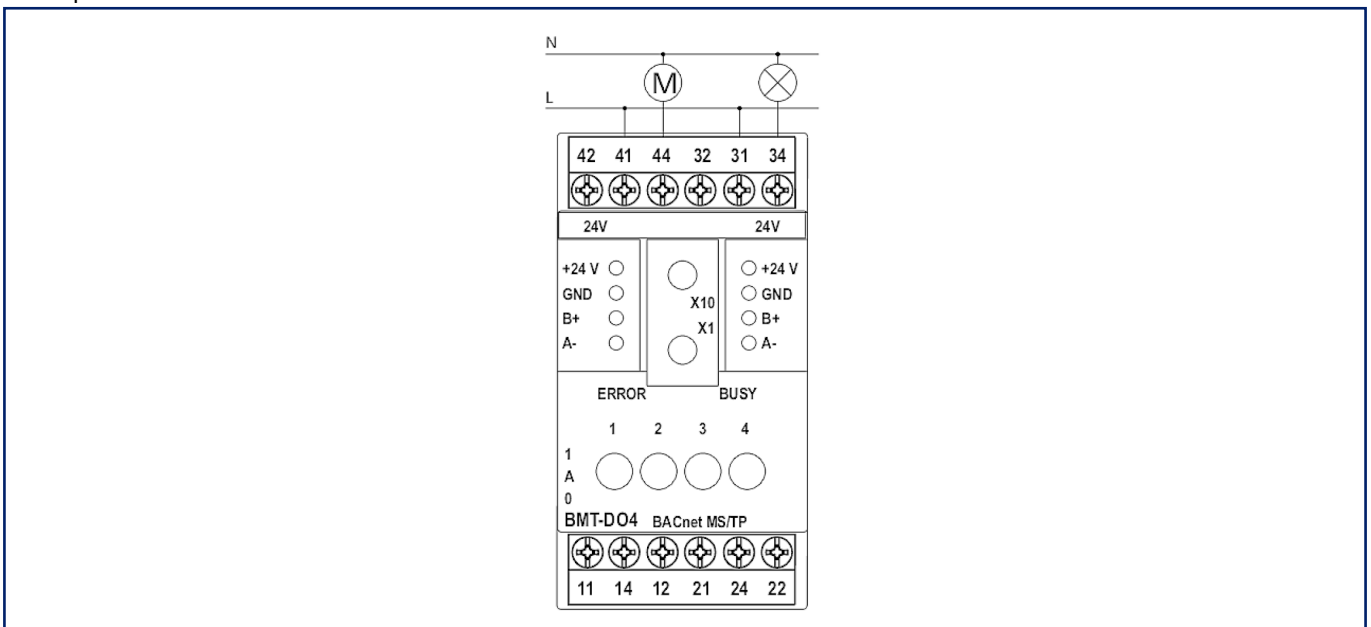 N
M
L
42 41 44 32 31 34
24V 24V
+24 V +24 V
GND GND
X10
B+ B+
X1
A- A-
ERROR BUSY
1 2 3 4
1
A
0
BMT-DO4 BACnet MS/TP
11 14 12 21 24 22